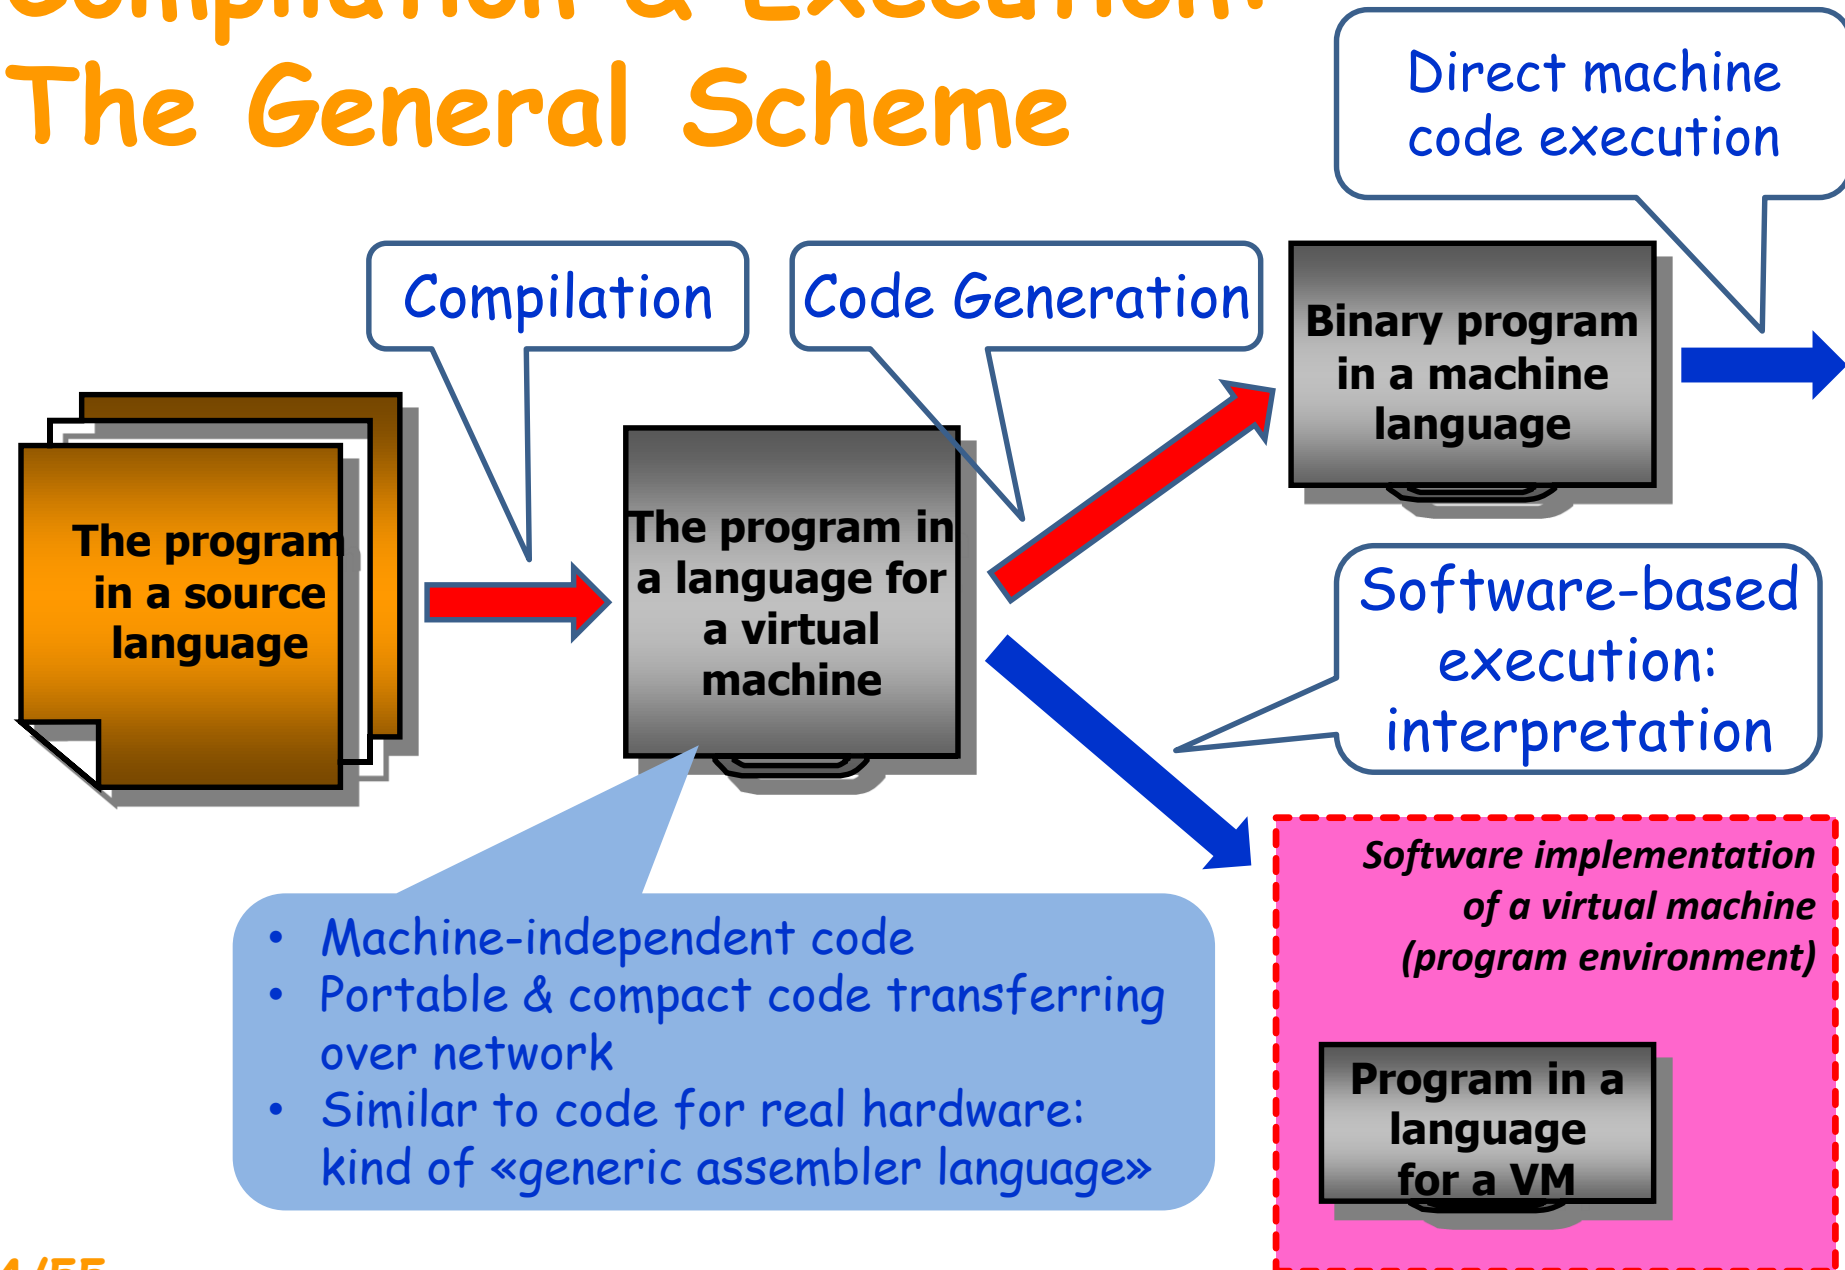 Compilation & Execution:
The General Scheme
Direct machine
code execution
Compilation
Code Generation
Binary program
in a machine
language
The program
in a source
language
The program in
a language for
a virtual
machine
Software-based
execution:
interpretation
• Machine-independent code
• Portable & compact code transferring
over network
• Similar to code for real hardware:
kind of «generic assembler language»
Software implementation
of a virtual machine
(program environment)
Program in a
language
for a VM